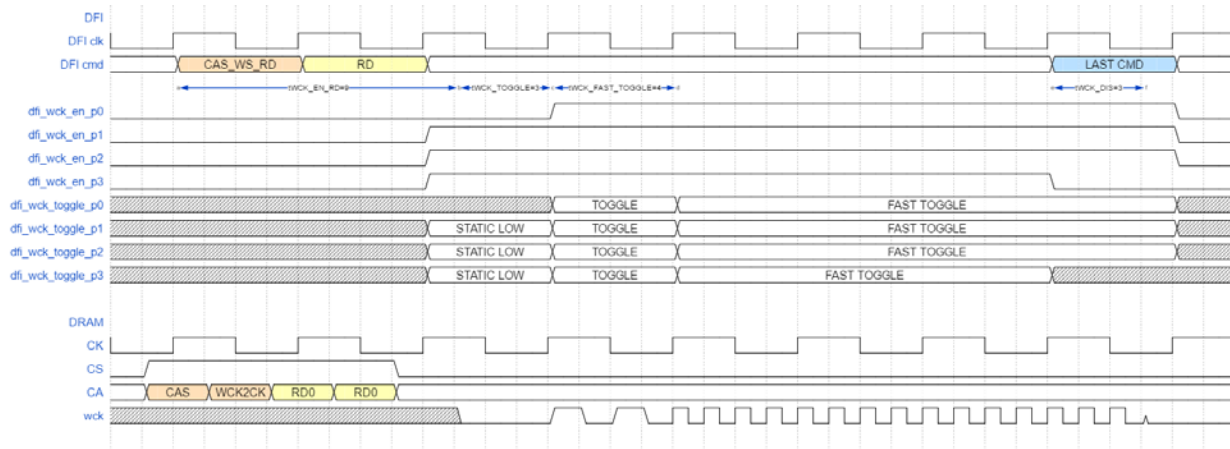 DFI
DFI clk
DFI cmd CAS_WS_RD RD LAST CMD
tWCK_EN_RD=9 tWCK_TOGGLE=3 tWCK_FAST_TOGGLE=4 tWCK_DIS=3
dfi_wck_en_p0
dfi_wck_en_p1
dfi_wck_en_p2
dfi_wck_en_p3
dfi_wck_toggle_p0 TOGGLE FAST TOGGLE
dfi_wck_toggle_p1 STATIC LOW TOGGLE FAST TOGGLE
dfi_wck_toggle_p2 STATIC LOW TOGGLE FAST TOGGLE
dfi_wck_toggle_p3 STATIC LOW TOGGLE FAST TOGGLE
DRAM
CK
CS
CA CAS WCK2CK RD0 RD0
wck